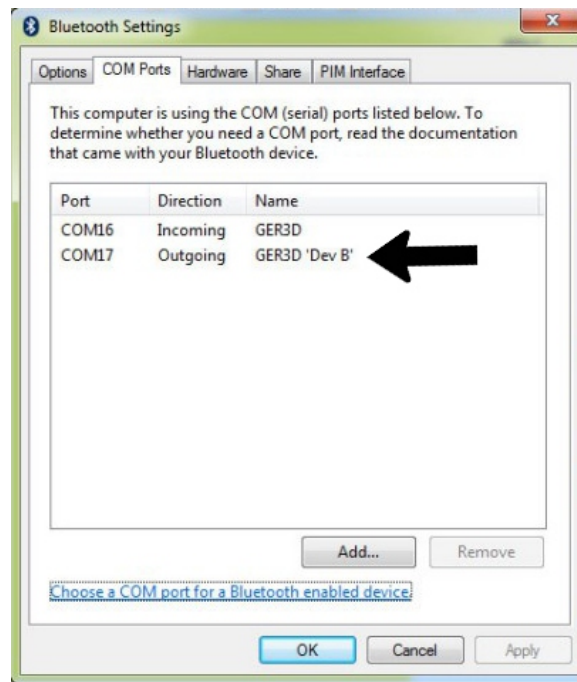 Bluetooth Settings
Options COM Ports Hardware Share PIM Interface
This computer is using the COM (serial) ports listed below. To
determine whether you need a COM port, read the documentation
that came with your Bluetooth device.
Port Direction Name
COM16 Incoming GER3D
COM17 Outgoing GER3D 'Dev B'
Add... Remove
Choose a COM port for a Bluetooth enabled device.
OK Cancel Apply